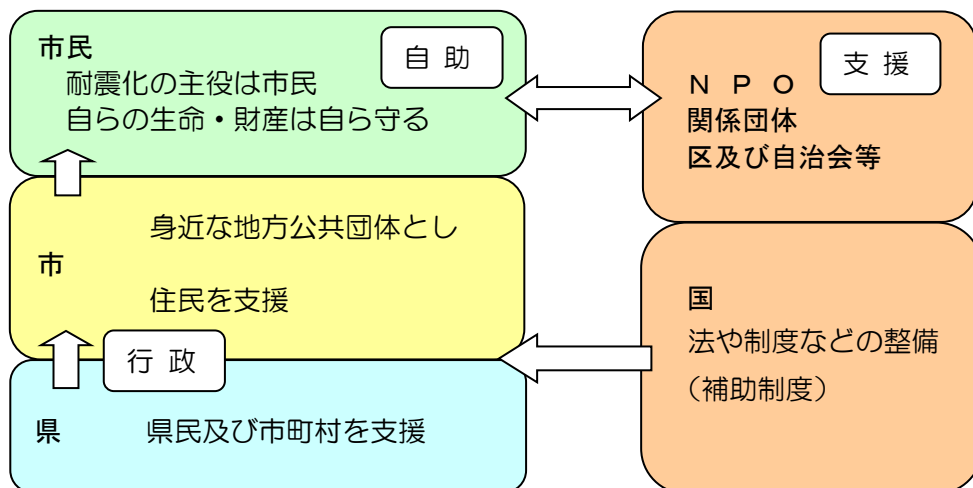 市民
自 助
耐震化の主役は市民
自らの生命・財産は自ら守る
支 援
Ｎ Ｐ Ｏ
関係団体
区及び自治会等
身近な地方公共団体とし
市
住民を支援
行 政
国
法や制度などの整備
（補助制度）
県 県民及び市町村を支援